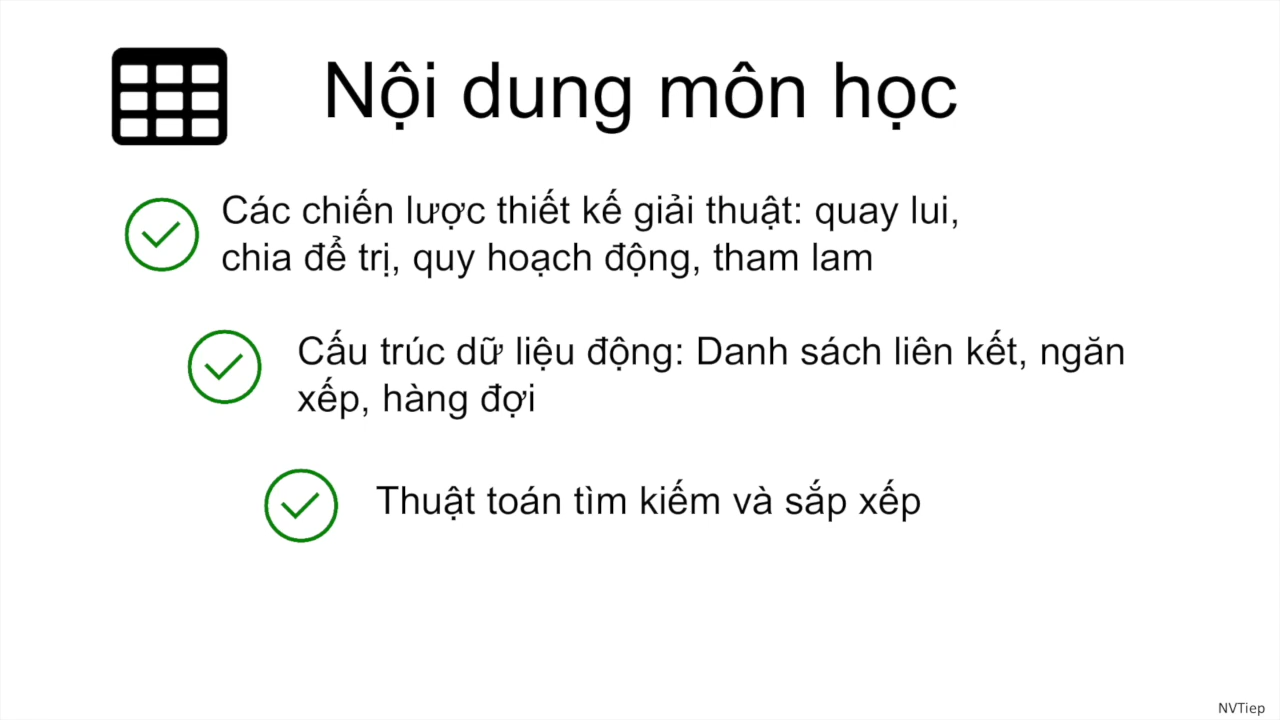 Nội dung môn học
Các chiến lược thiết kế giải thuật: quay lui,
chia để trị, quy hoạch động, tham lam
Cấu trúc dữ liệu động: Danh sách liên kết, ngăn
xếp, hàng đợi
Thuật toán tìm kiếm và sắp xếp
NVTiep